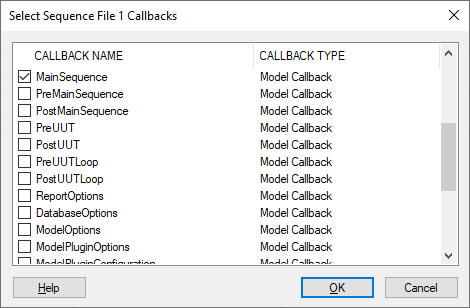 Select Sequence File 1 Callbacks
CALLBACK NAME CALLBACK TYPE
MainSequence Model Callback
PreMainSequence Model Callback
PostMainSequence Model Callback
PreUUT Model Callback
PostUUT Model Callback
PreUUTLoop Model Callback
PostUUTLoop Model Callback
ReportOptions Model Callback
DatabaseOptions Model Callback
ModelOptions Model Callback
ModelPluginOptions Model Callback
ModelPluginConfiguration Model Callback
Help OK Cancel